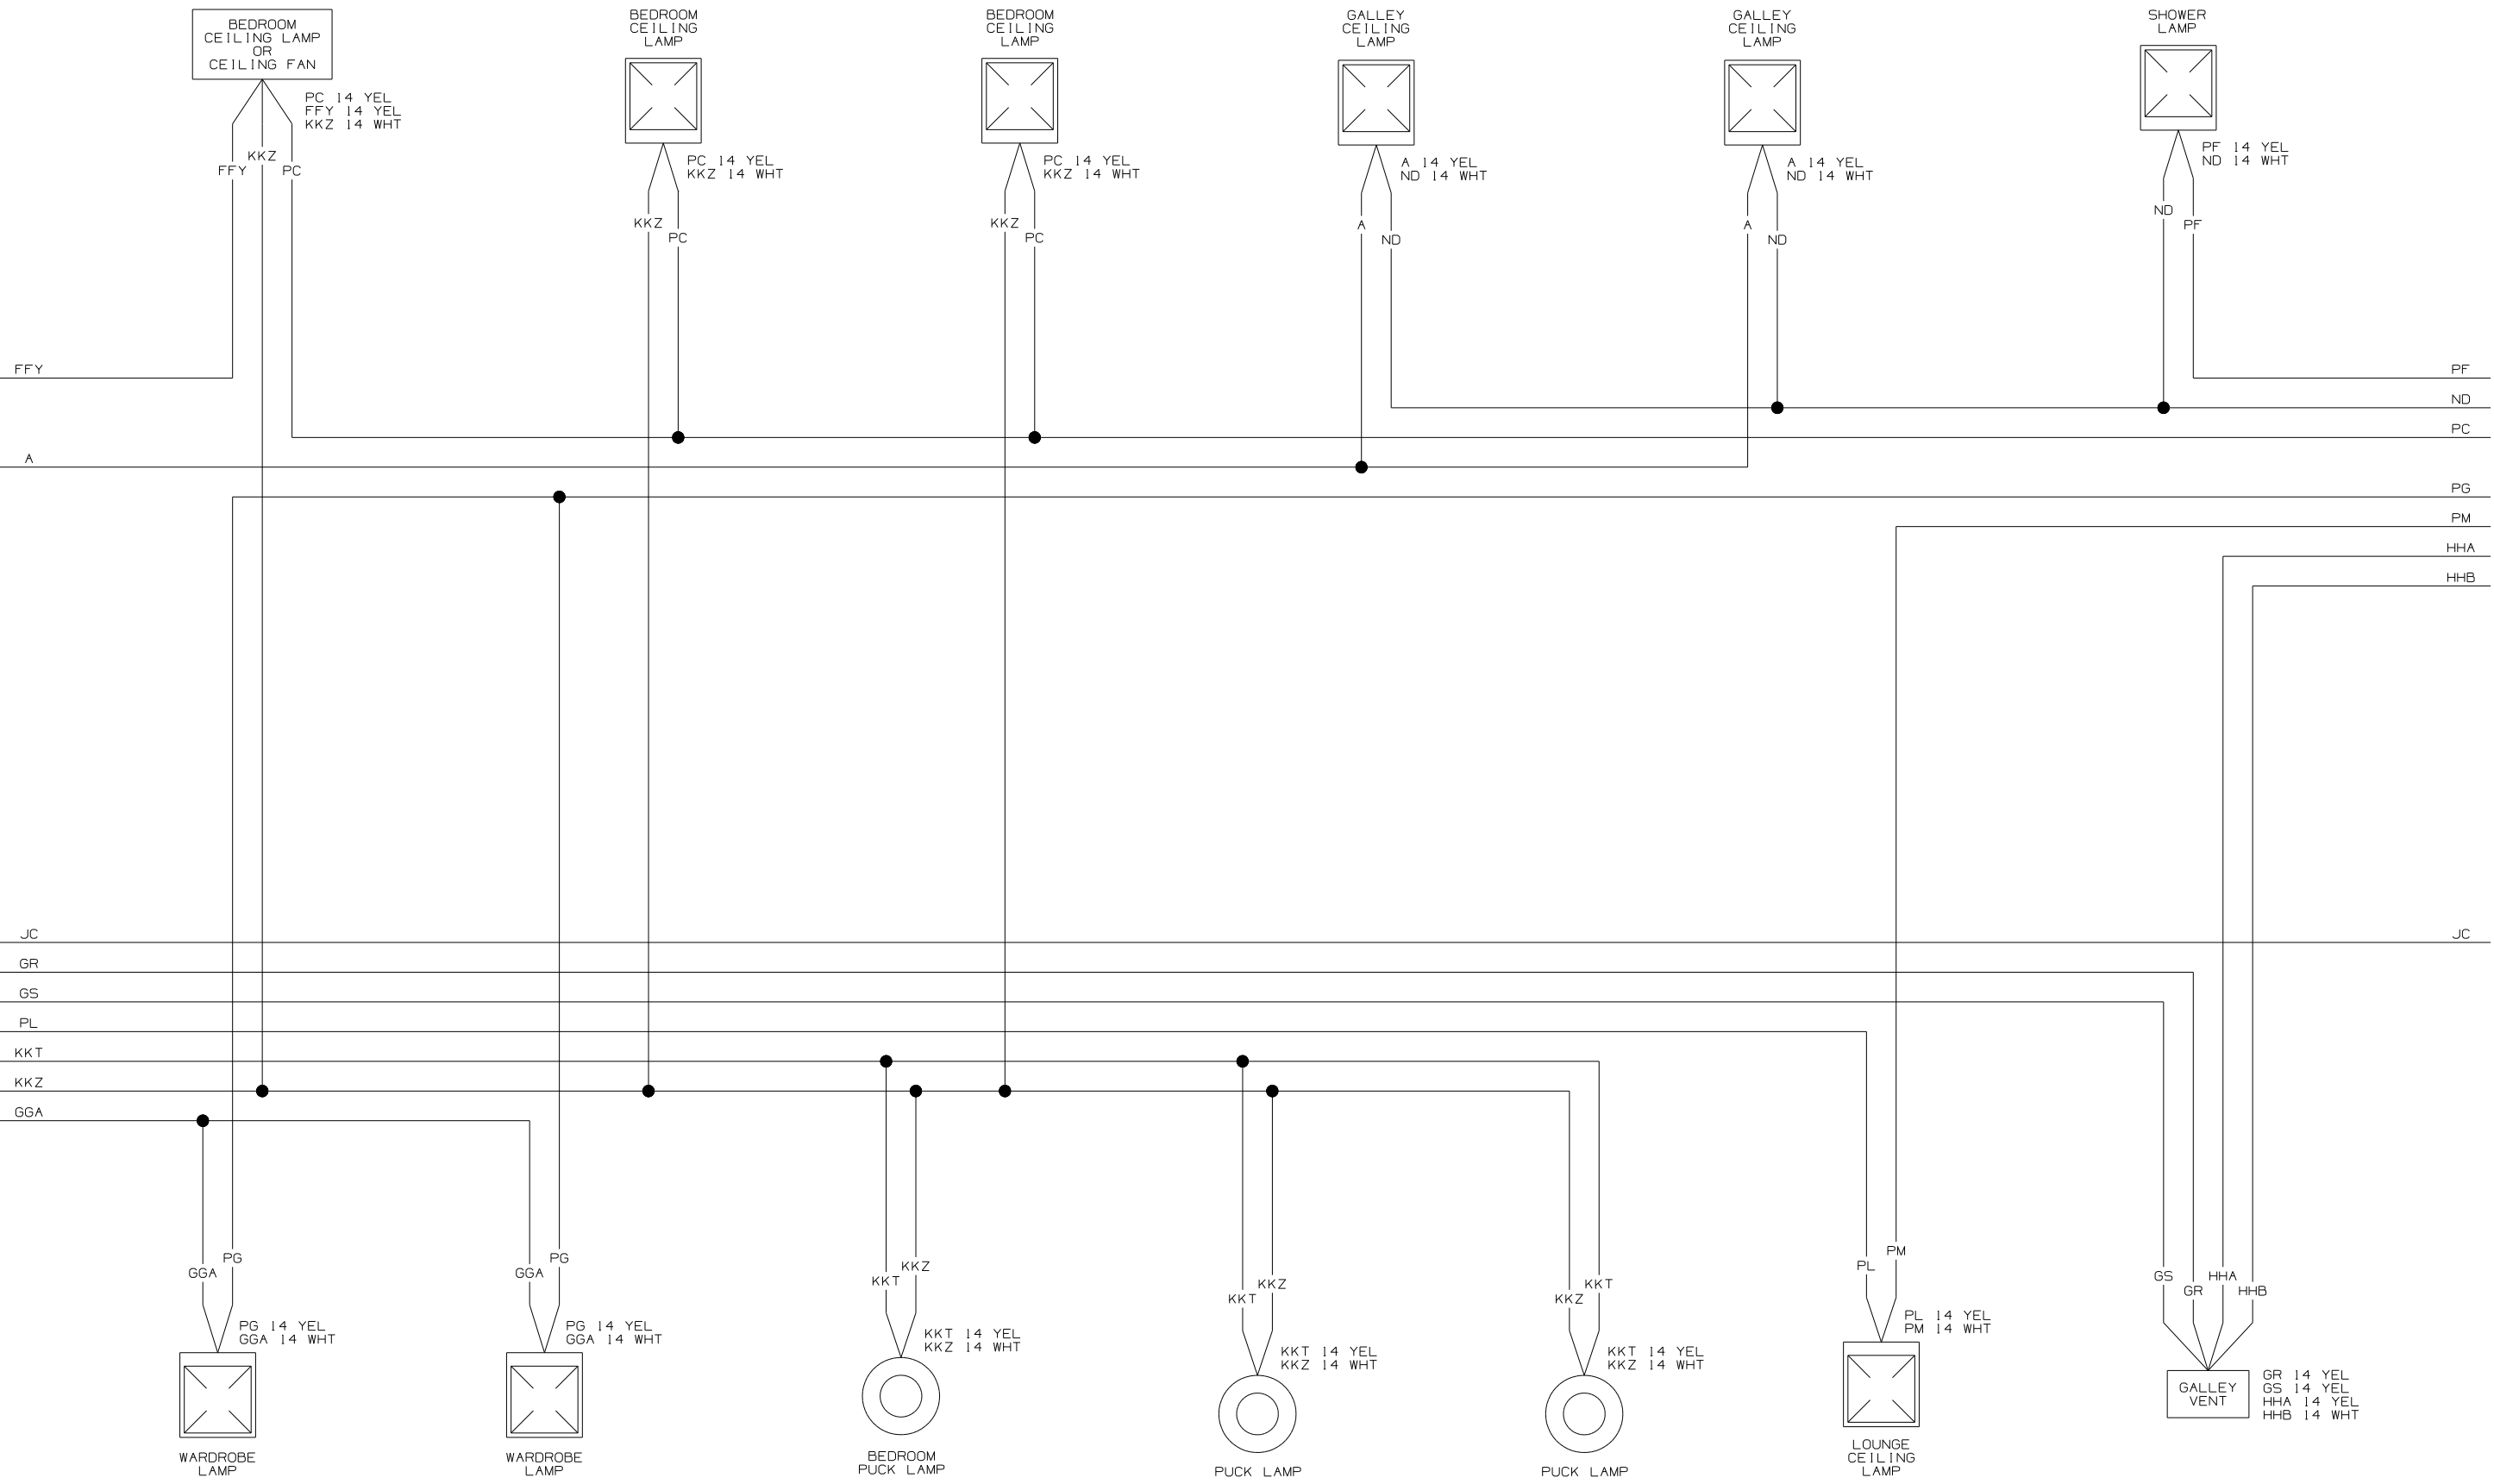 BEDROOM
CEILING LAMP
OR
CEILING FAN
PC 14 YEL
FFY 14 YEL
KKZ 14 WHT
FFY
KKZ
PC
BEDROOM
CEILING
LAMP
PC 14 YEL
KKZ 14 WHT
KKZ
PC
BEDROOM
CEILING
LAMP
PC 14 YEL
KKZ 14 WHT
KKZ
PC
GALLEY
CEILING
LAMP
A 14 YEL
ND 14 WHT
A
ND
GALLEY
CEILING
LAMP
A 14 YEL
ND 14 WHT
A
ND
SHOWER
LAMP
PF 14 YEL
ND 14 WHT
ND
PF
FFY
PF
ND
PC
A
PG
PM
HHA
HHB
JC
JC
GR
GS
PL
KKT
KKZ
GGA
GGA
PG
PG 14 YEL
GGA 14 WHT
WARDROBE
LAMP
GGA
PG
PG 14 YEL
GGA 14 WHT
WARDROBE
LAMP
KKT
KKZ
KKT 14 YEL
KKZ 14 WHT
BEDROOM
PUCK LAMP
KKT
KKZ
KKT 14 YEL
KKZ 14 WHT
PUCK LAMP
KKZ
KKT
KKT 14 YEL
KKZ 14 WHT
PUCK LAMP
PL
PM
PL 14 YEL
PM 14 WHT
LOUNGE
CEILING
LAMP
GS
GR
HHA
HHB
GALLEY
VENT
GR 14 YEL
GS 14 YEL
HHA 14 YEL
HHB 14 WHT